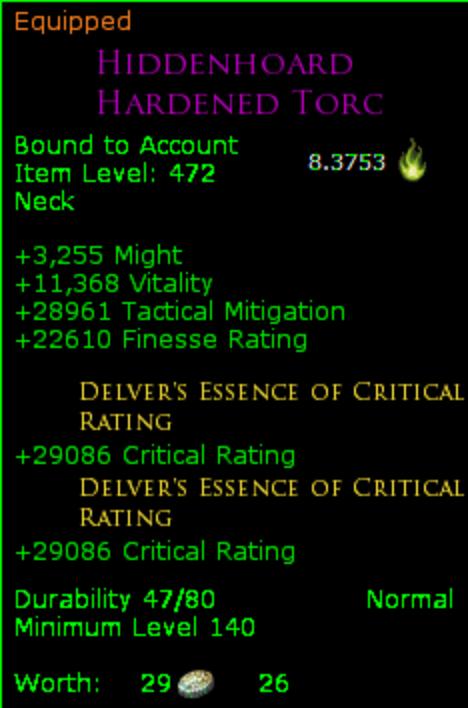 Equipped
Hiddenhoard
Hardened Torc
Bound to Account
8.3753
Item Level: 472
Neck
+3,255 Might
+11,368 Vitality
+28961 Tactical Mitigation
+22610 Finesse Rating
Delver's Essence of Critical
Rating
+29086 Critical Rating
Delver's Essence of Critical
Rating
+29086 Critical Rating
Durability 47/80 Normal
Minimum Level 140
Worth: 29 26